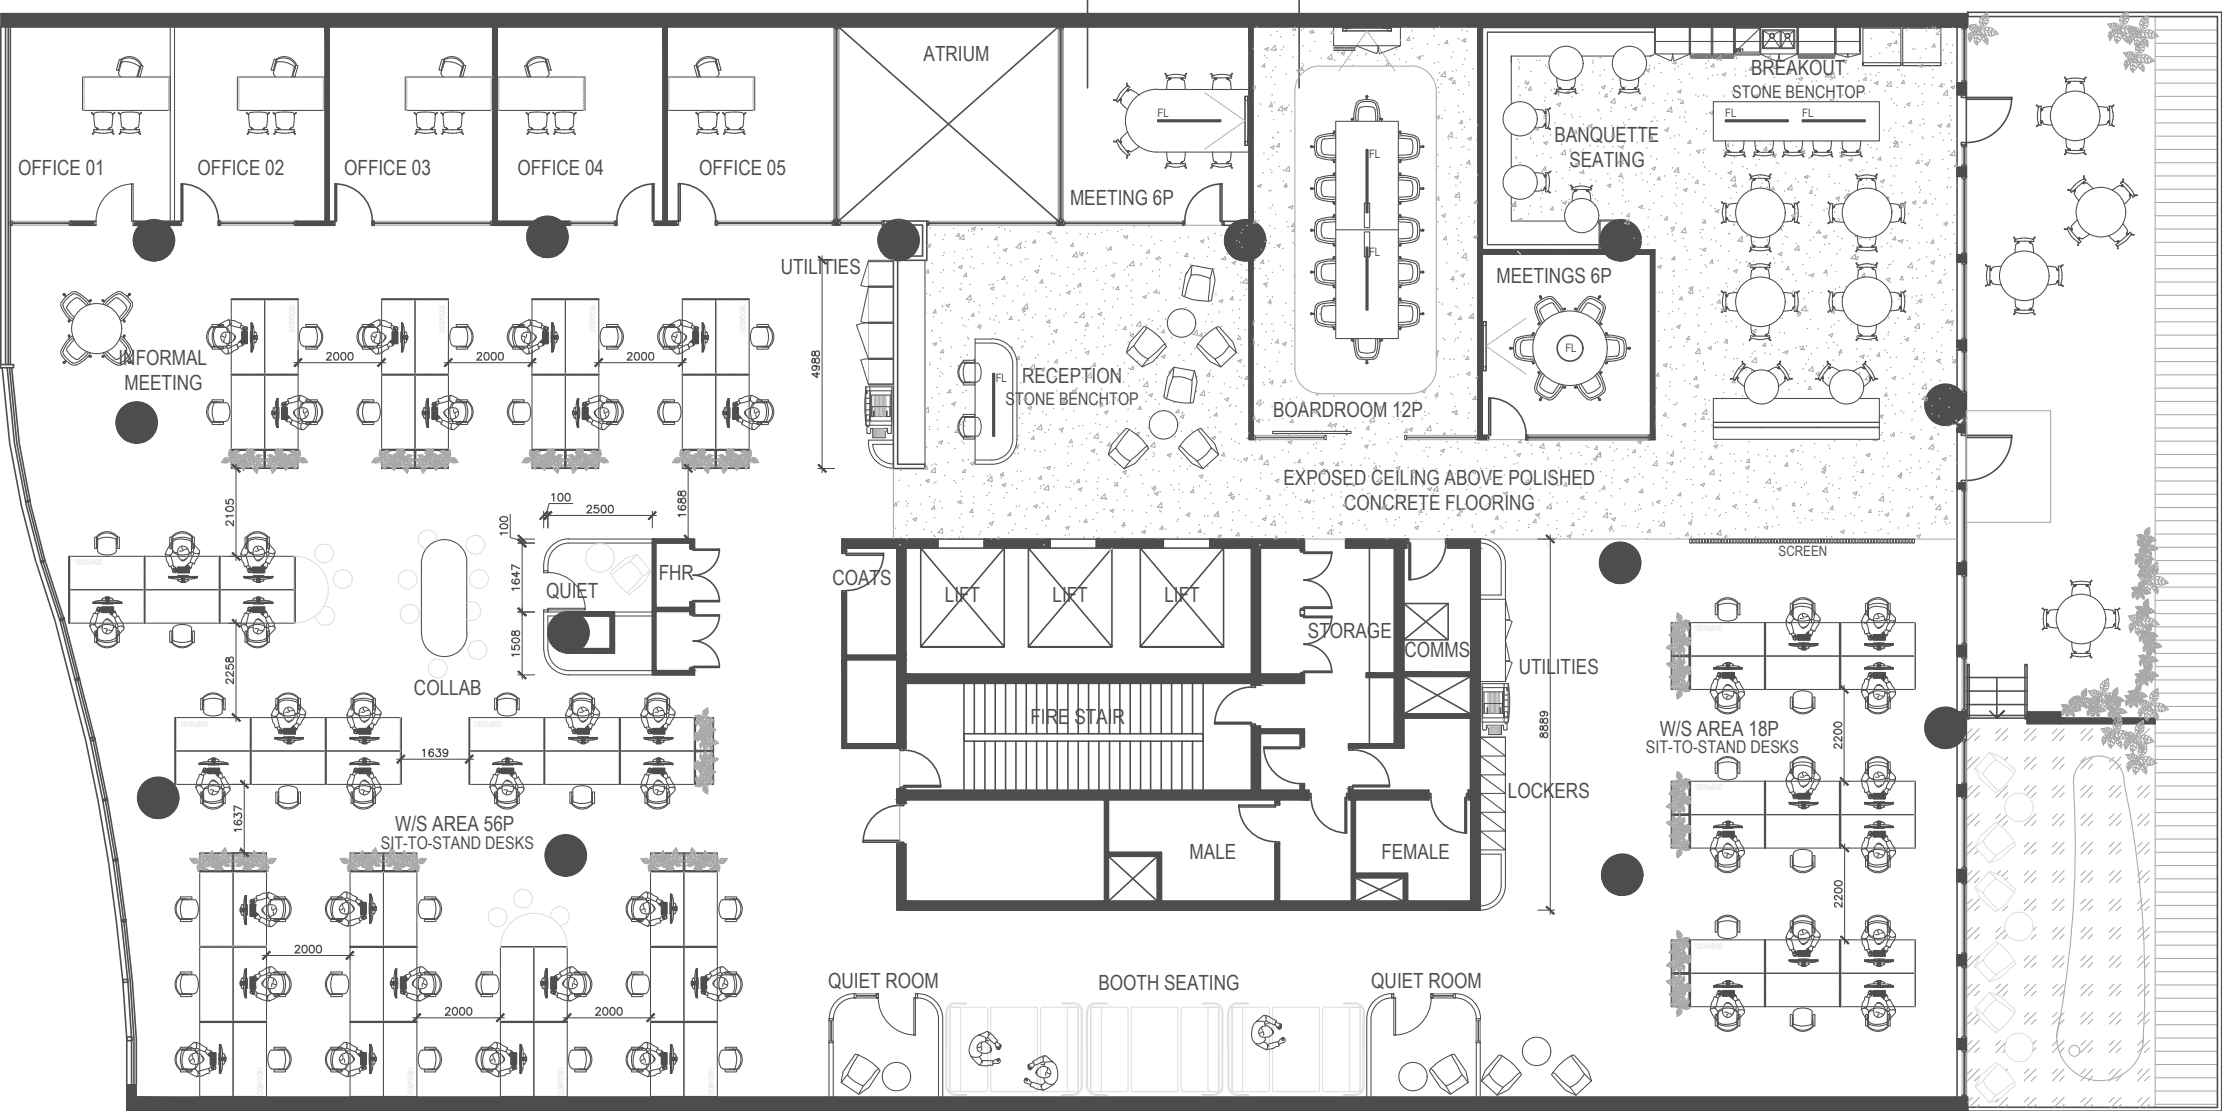 ATRIUM
BREAKOUT
STONE BENCHTOP
FL
FL
FL
BANQUETTE
SEATING
FL
OFFICE 01
OFFICE 02
OFFICE 03
OFFICE 04
OFFICE 05
MEETING 6P
FL
UTILITIES
MEETINGS 6P
FL
INFORMAL
MEETING
2000
2000
2000
4988
FL
RECEPTION
STONE BENCHTOP
BOARDROOM 12P
EXPOSED CEILING ABOVE POLISHED
CONCRETE FLOORING
100
2500
100
2105
1688
SCREEN
COATS
FHR
QUIET
1647
LIFT
LIFT
LIFT
STORAGE
COMMS
1508
UTILITIES
2258
COLLAB
FIRE STAIR
8889
W/S AREA 18P
SIT-TO-STAND DESKS
2200
1639
LOCKERS
1637
W/S AREA 56P
SIT-TO-STAND DESKS
MALE
FEMALE
2200
2000
QUIET ROOM
BOOTH SEATING
QUIET ROOM
2000
2000